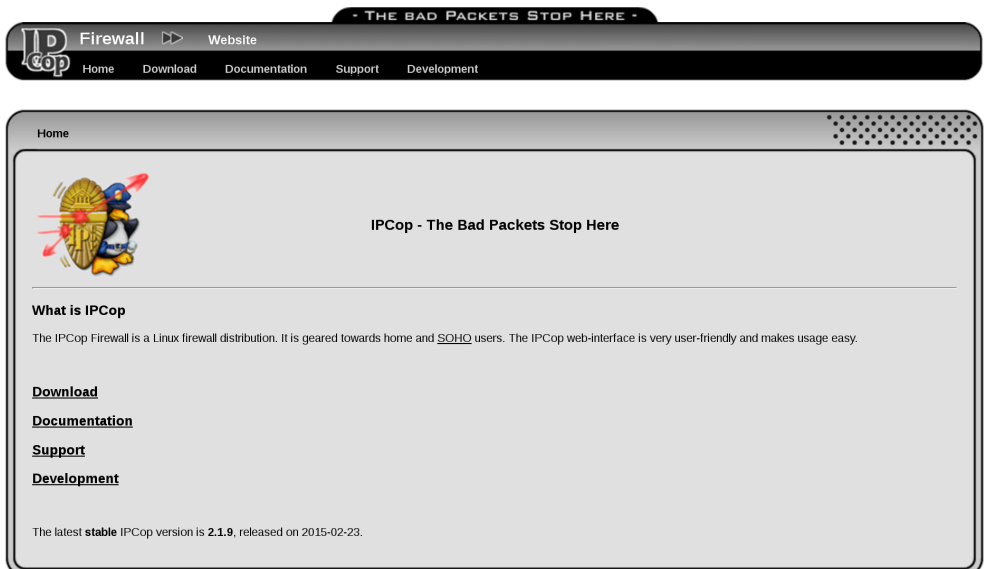 - The bad Packets Stop Here -
IPCop
Firewall Website
Home Download Documentation Support Development
Home
IP
IPCop - The Bad Packets Stop Here
What is IPCop
The IPCop Firewall is a Linux firewall distribution. It is geared towards home and SOHO users. The IPCop web-interface is very user-friendly and makes usage easy.
Download
Documentation
Support
Development
The latest stable IPCop version is 2.1.9, released on 2015-02-23.